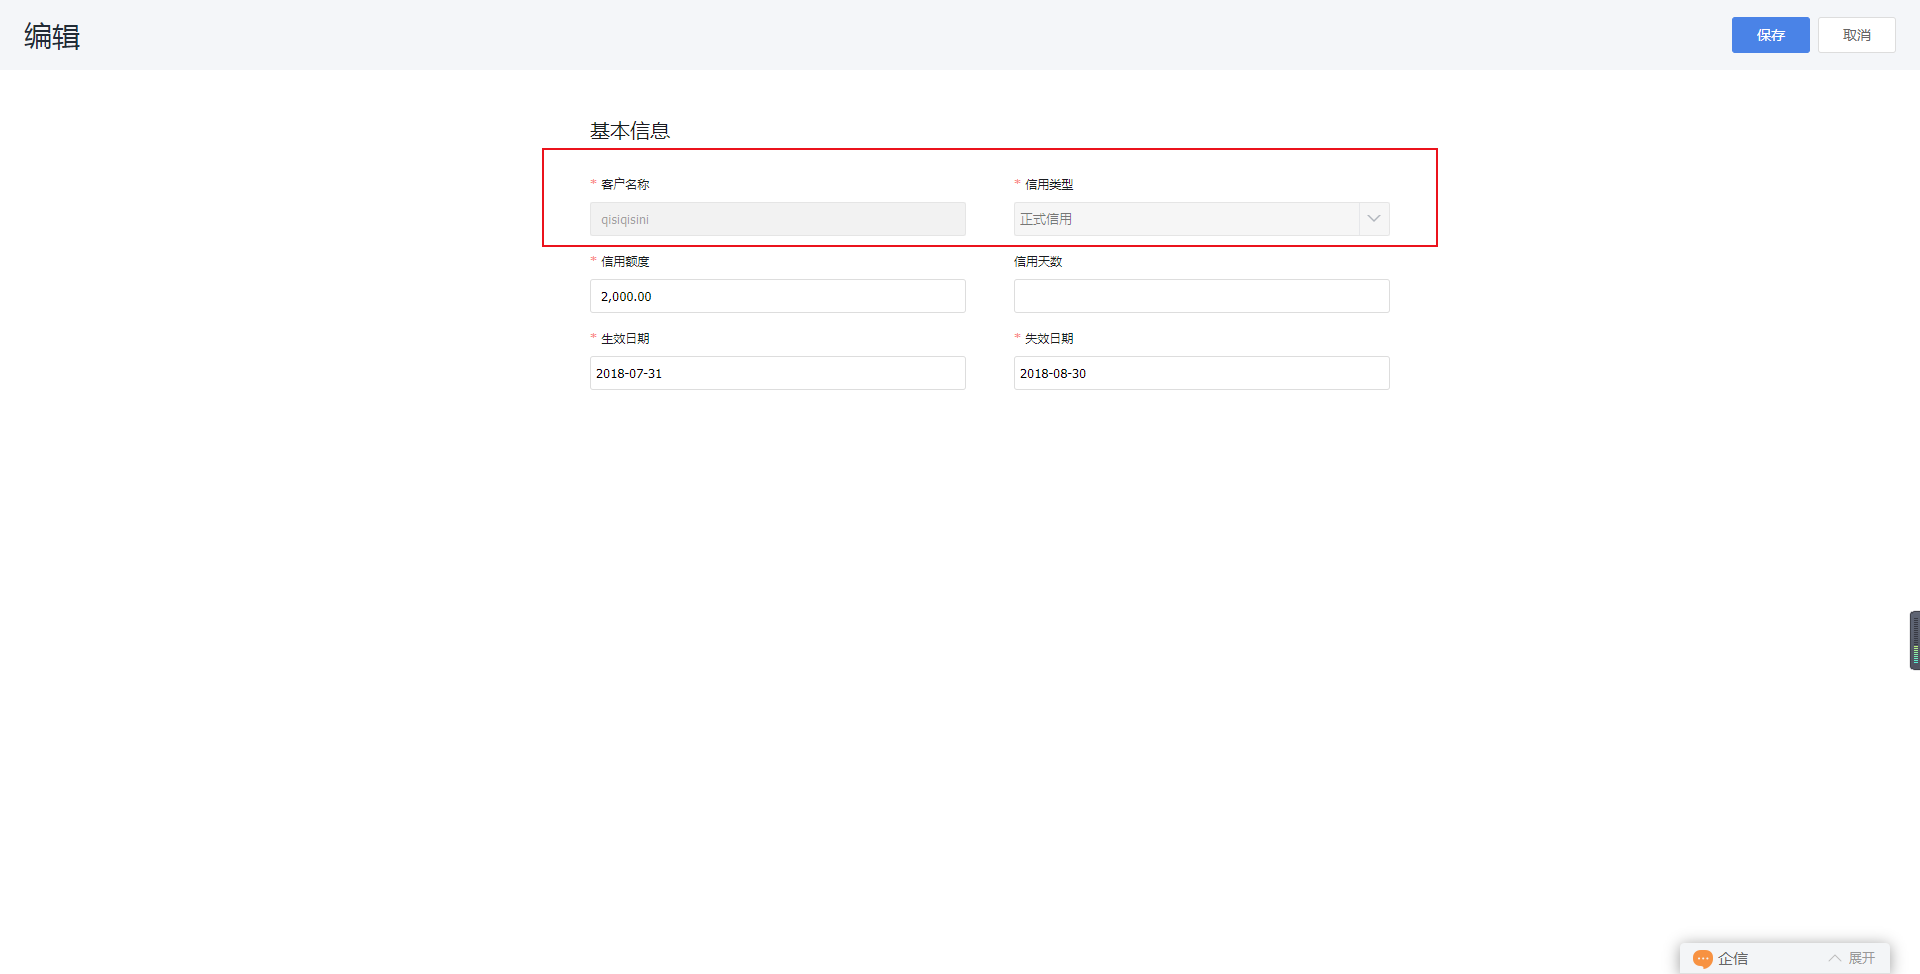 编辑
保存 取消
基本信息
* 客户名称 * 信用类型
qisiqisini 正式信用
* 信用额度 信用天数
2,000.00
* 生效日期 * 失效日期
2018-07-31 2018-08-30
企信 展开